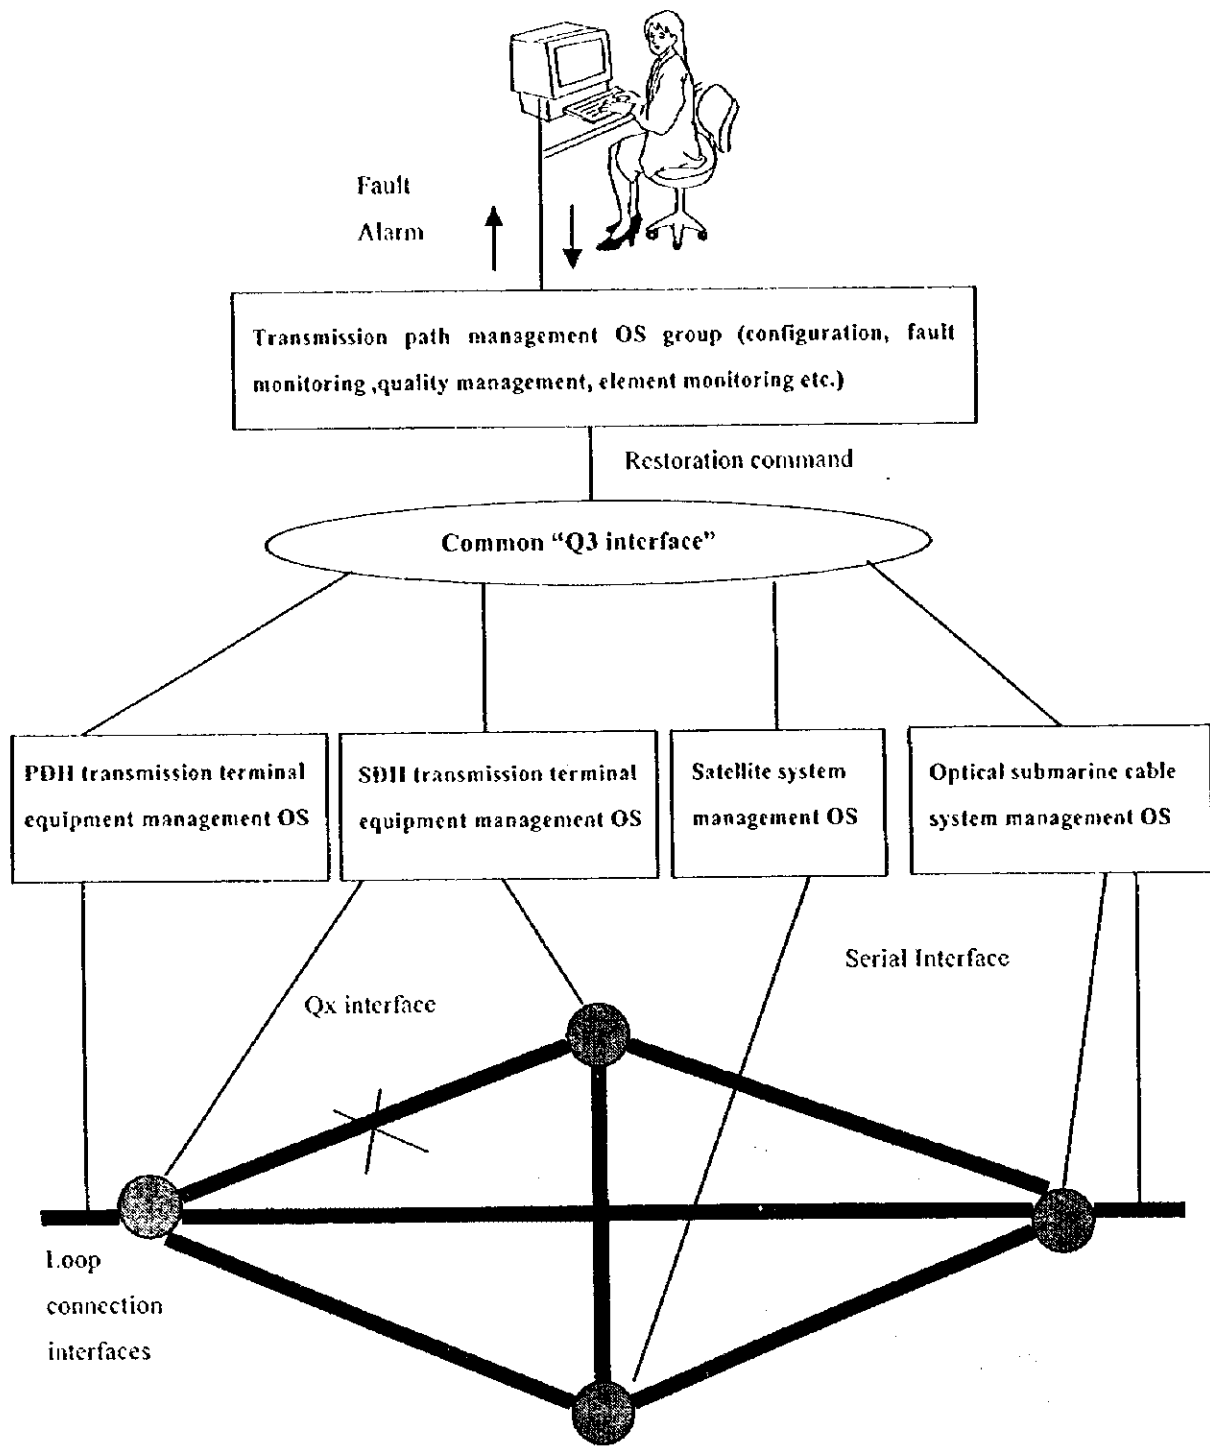 Fault
Alarm
Transmission path management OS group (configuration, fault
monitoring ,quality management, element monitoring etc.)
Restoration command
Common “Q3 interface”
PDH transmission terminal
equipment management OS
SDH transmission terminal
equipment management OS
Satellite system
management OS
Optical submarine cable
system management OS
Serial Interface
Qx interface
Loop
connection
interfaces